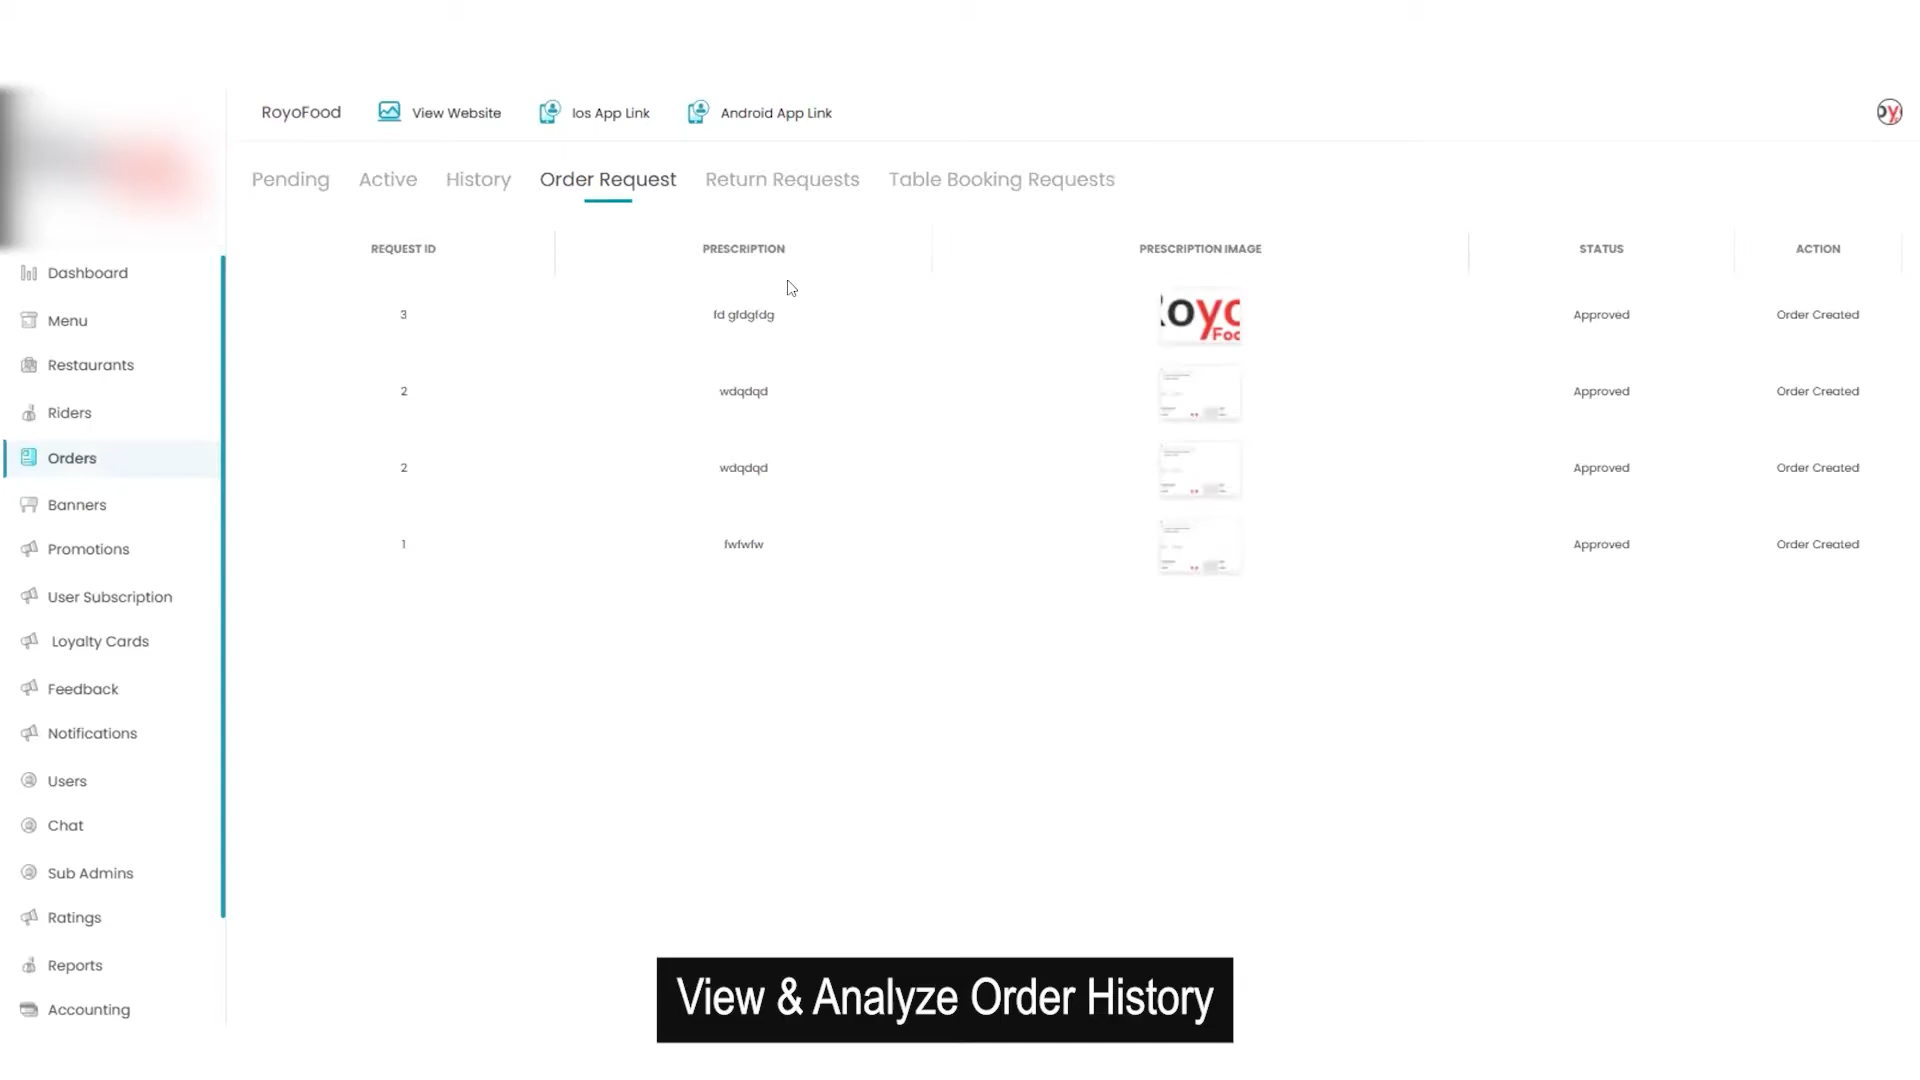 RoyoFood View Website Ios App Link Android App Link
Pending Active History Order Request Return Requests Table Booking Requests
REQUEST ID PRESCRIPTION PRESCRIPTION IMAGE STATUS ACTION
3 fd gfdgfdg Approved Order Created
2 wdqdqd Approved Order Created
2 wdqdqd Approved Order Created
1 fwfwfw Approved Order Created
Dashboard
Menu
Restaurants
Riders
Orders
Banners
Promotions
User Subscription
Loyalty Cards
Feedback
Notifications
Users
Chat
Sub Admins
Ratings
Reports
Accounting
View & Analyze Order History